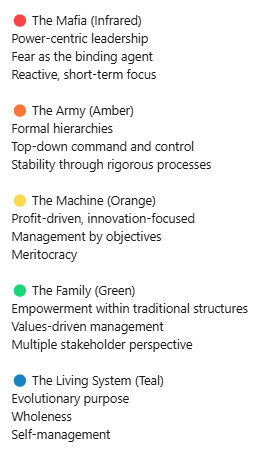 The Mafia (Infrared)
Power-centric leadership
Fear as the binding agent
Reactive, short-term focus
The Army (Amber)
Formal hierarchies
Top-down command and control
Stability through rigorous processes
The Machine (Orange)
Profit-driven, innovation-focused
Management by objectives
Meritocracy
The Family (Green)
Empowerment within traditional structures
Values-driven management
Multiple stakeholder perspective
The Living System (Teal)
Evolutionary purpose
Wholeness
Self-management